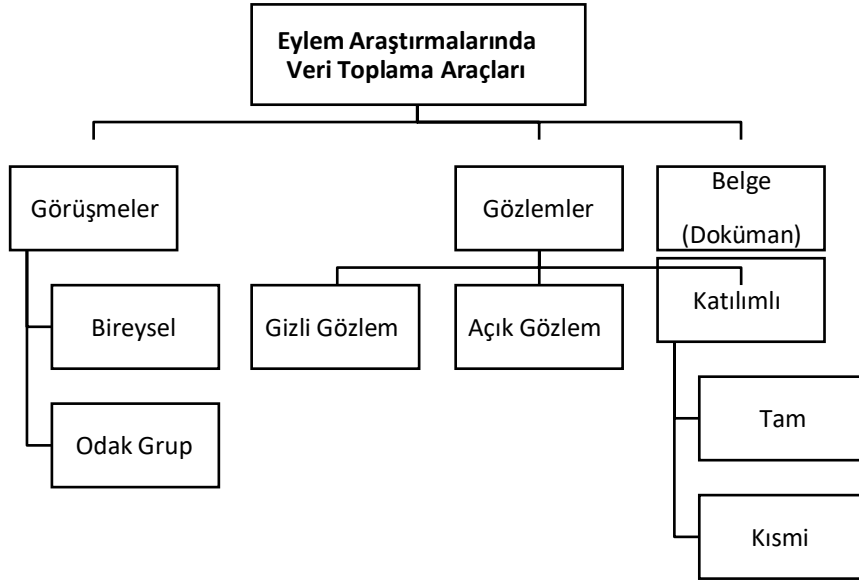 Eylem Araştırmalarında
Veri Toplama Araçları
Görüşmeler
Gözlemler
Belge
(Doküman)
Bireysel
Gizli Gözlem
Açık Gözlem
Katılımlı
Odak Grup
Tam
Kısmi